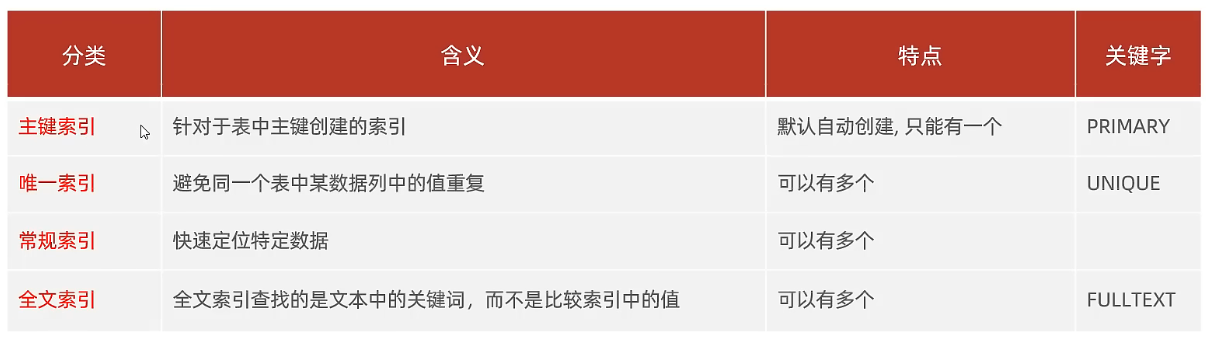 分类 含义 特点 关键字
主键索引 针对于表中主键创建的索引 默认自动创建, 只能有一个 PRIMARY
唯一索引 避免同一个表中某数据列中的值重复 可以有多个 UNIQUE
常规索引 快速定位特定数据 可以有多个
全文索引 全文索引查找的是文本中的关键词，而不是比较索引中的值 可以有多个 FULLTEXT